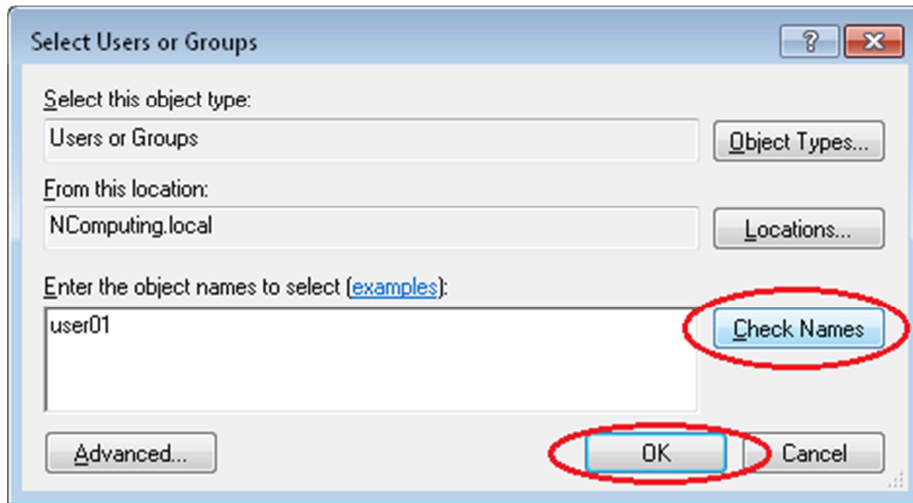 Select Users or Groups
Select this object type:
Users or Groups
Object Types...
From this location:
NComputing.local
Locations...
Enter the object names to select (examples):
user01
Check Names
Advanced...
OK
Cancel